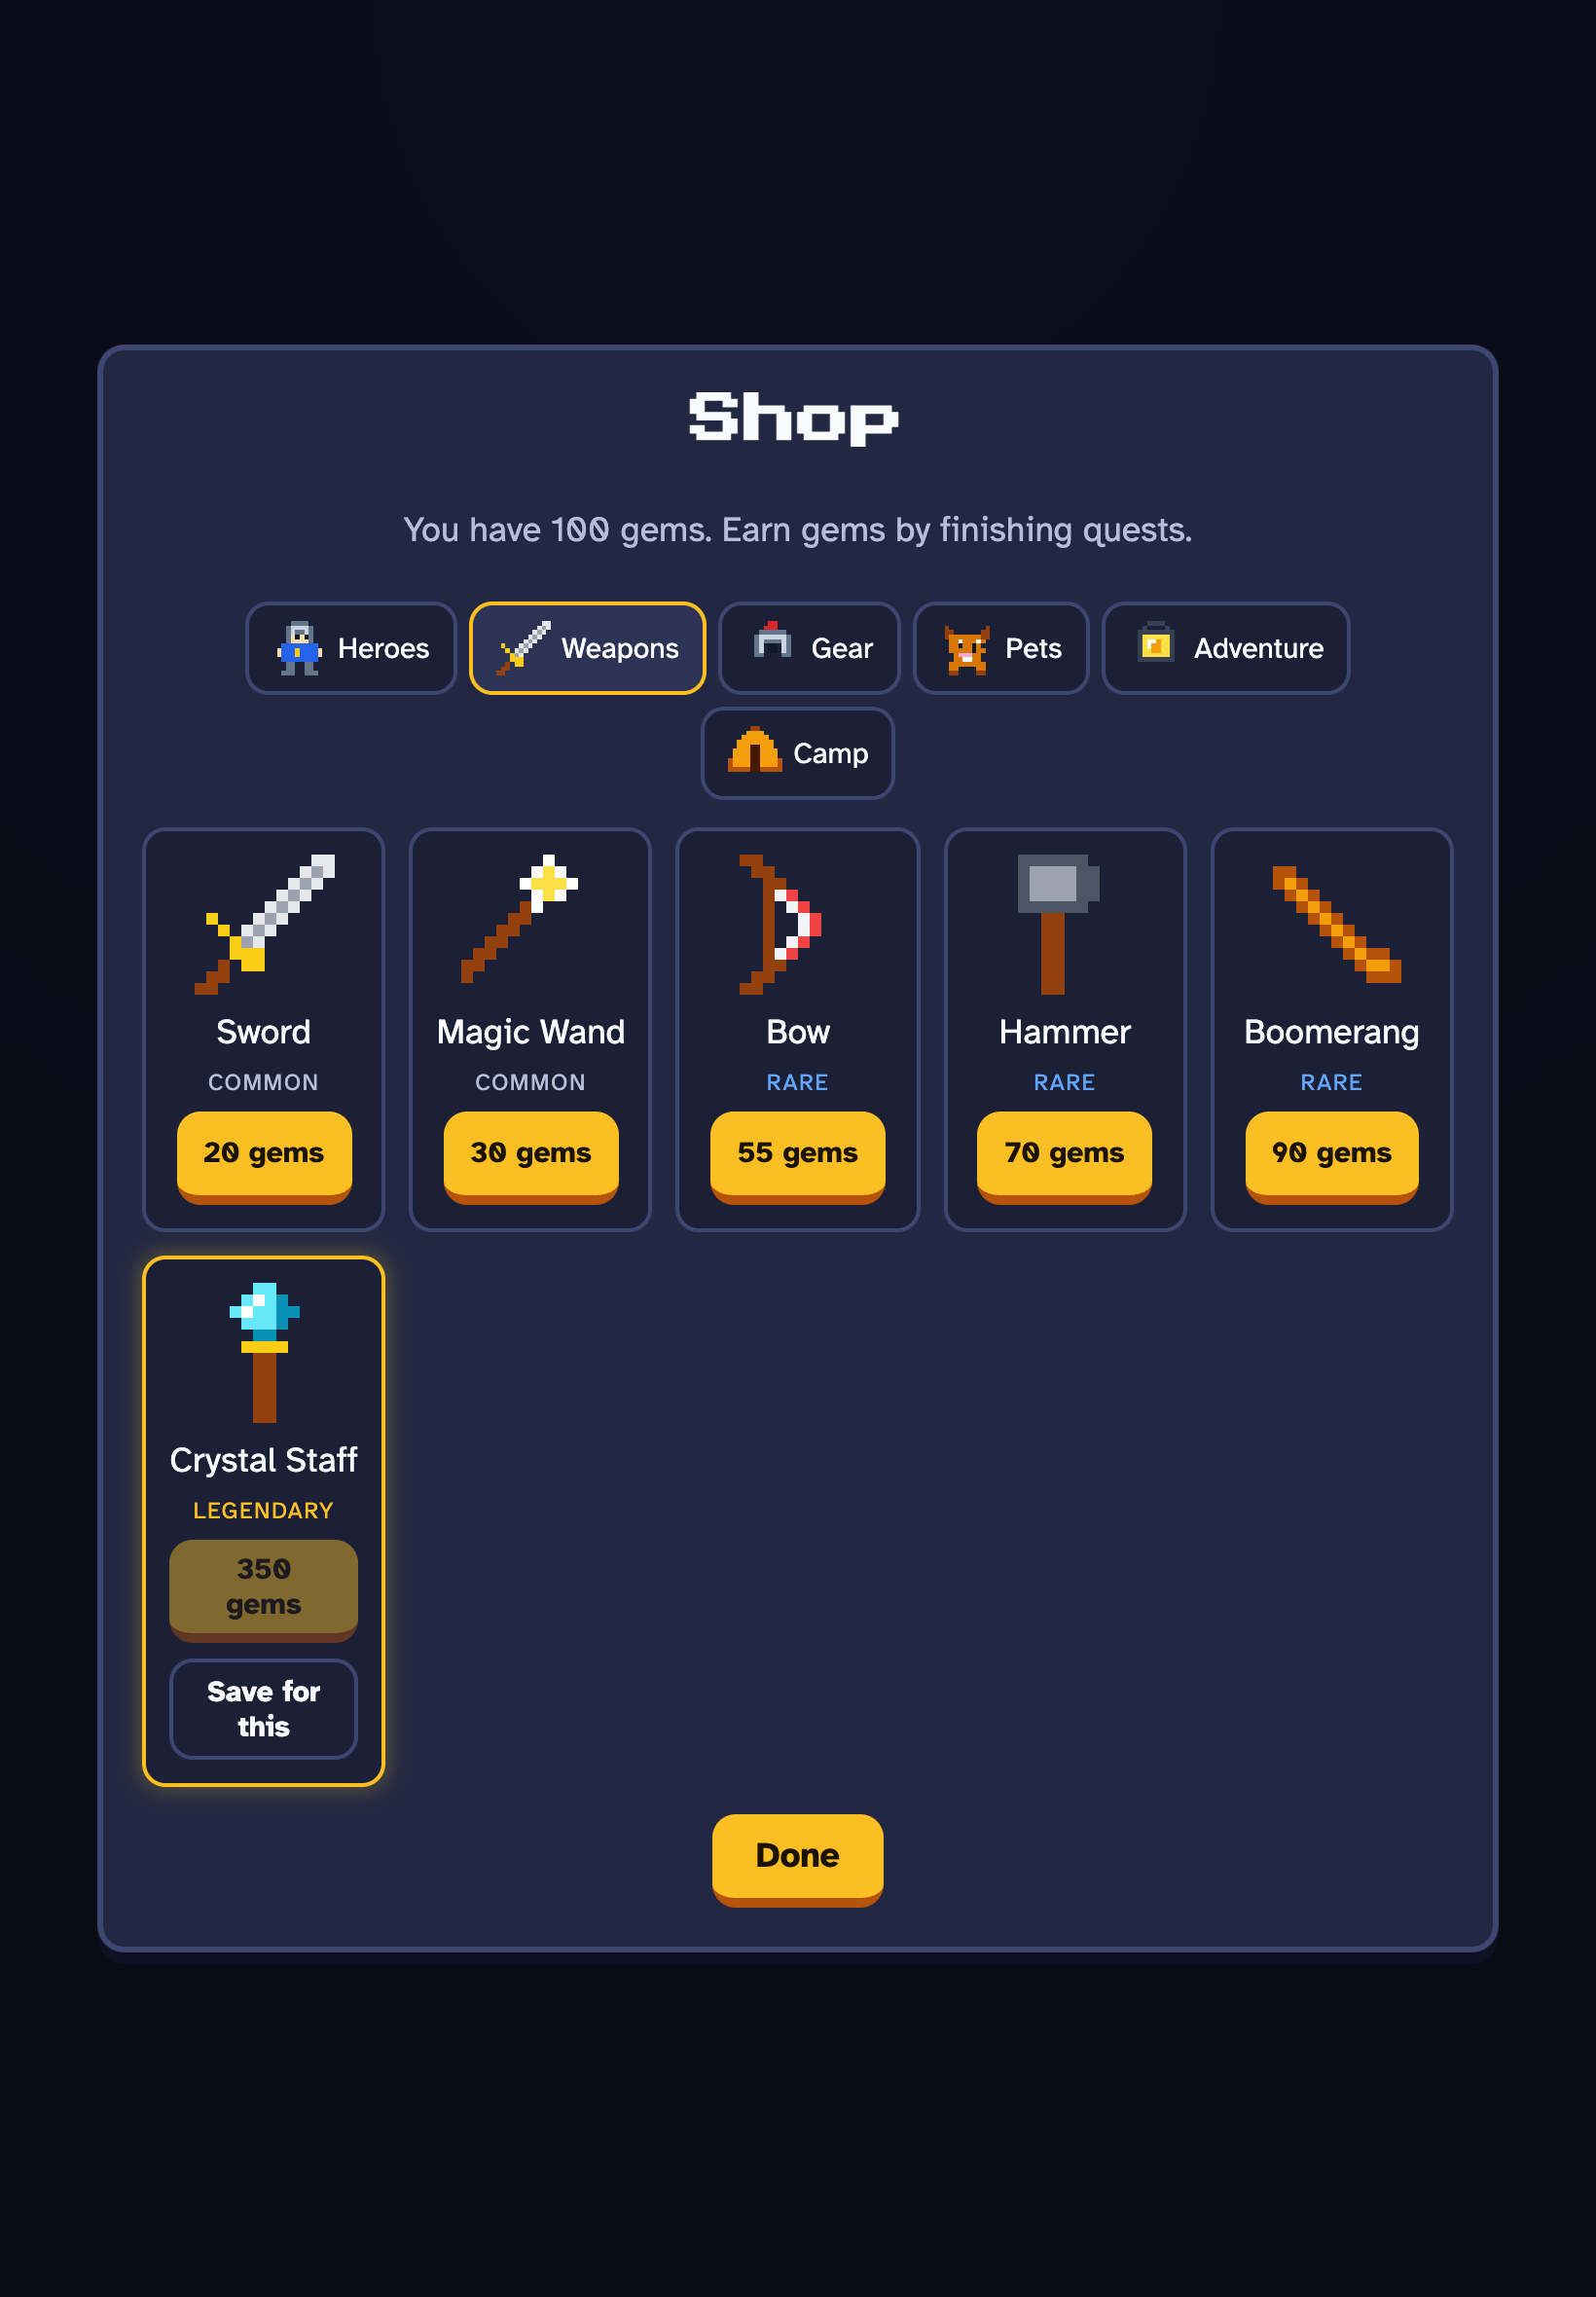 Shop
You have 100 gems. Earn gems by finishing quests.
Heroes
Weapons
Gear
Pets
Adventure
Camp
Sword
COMMON
20 gems
Magic Wand
COMMON
30 gems
Bow
RARE
55 gems
Hammer
RARE
70 gems
Boomerang
RARE
90 gems
Crystal Staff
LEGENDARY
350
gems
Save for
this
Done